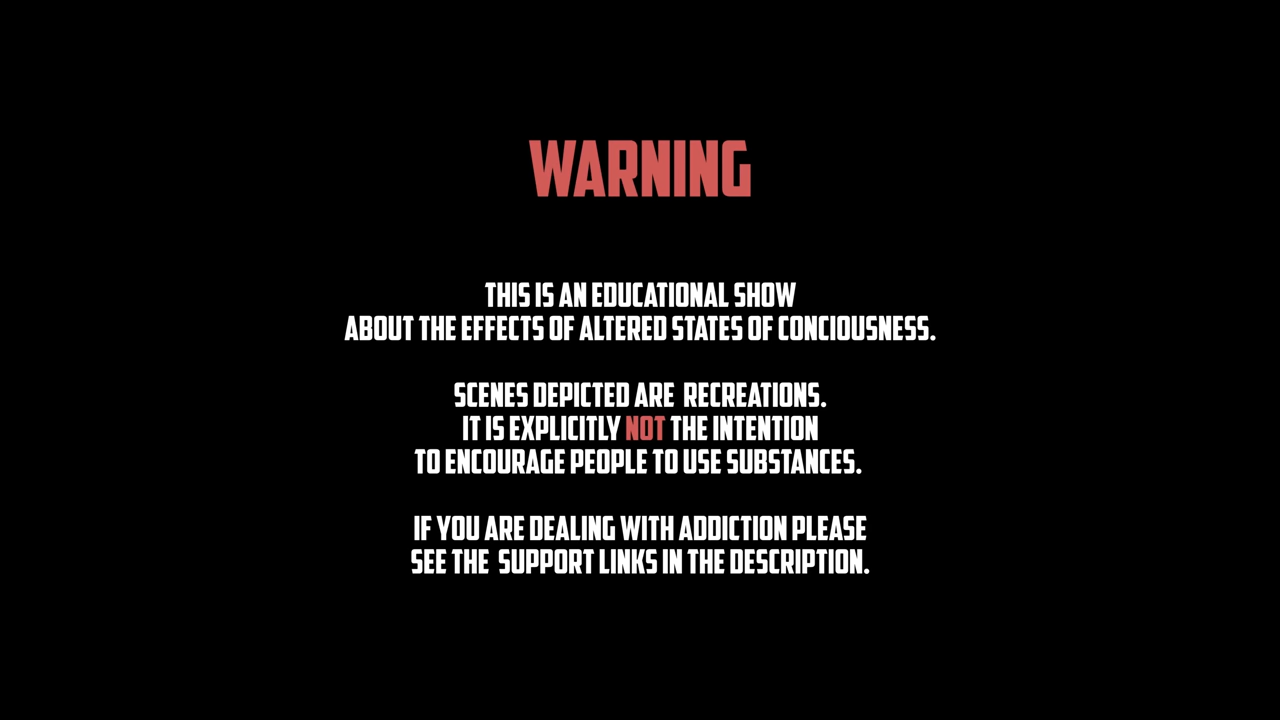 WARNING
THIS IS AN EDUCATIONAL SHOW
ABOUT THE EFFECTS OF ALTERED STATES OF CONCIOUSNESS.
SCENES DEPICTED ARE RECREATIONS.
IT IS EXPLICITLY NOT THE INTENTION
TO ENCOURAGE PEOPLE TO USE SUBSTANCES.
IF YOU ARE DEALING WITH ADDICTION PLEASE
SEE THE SUPPORT LINKS IN THE DESCRIPTION.